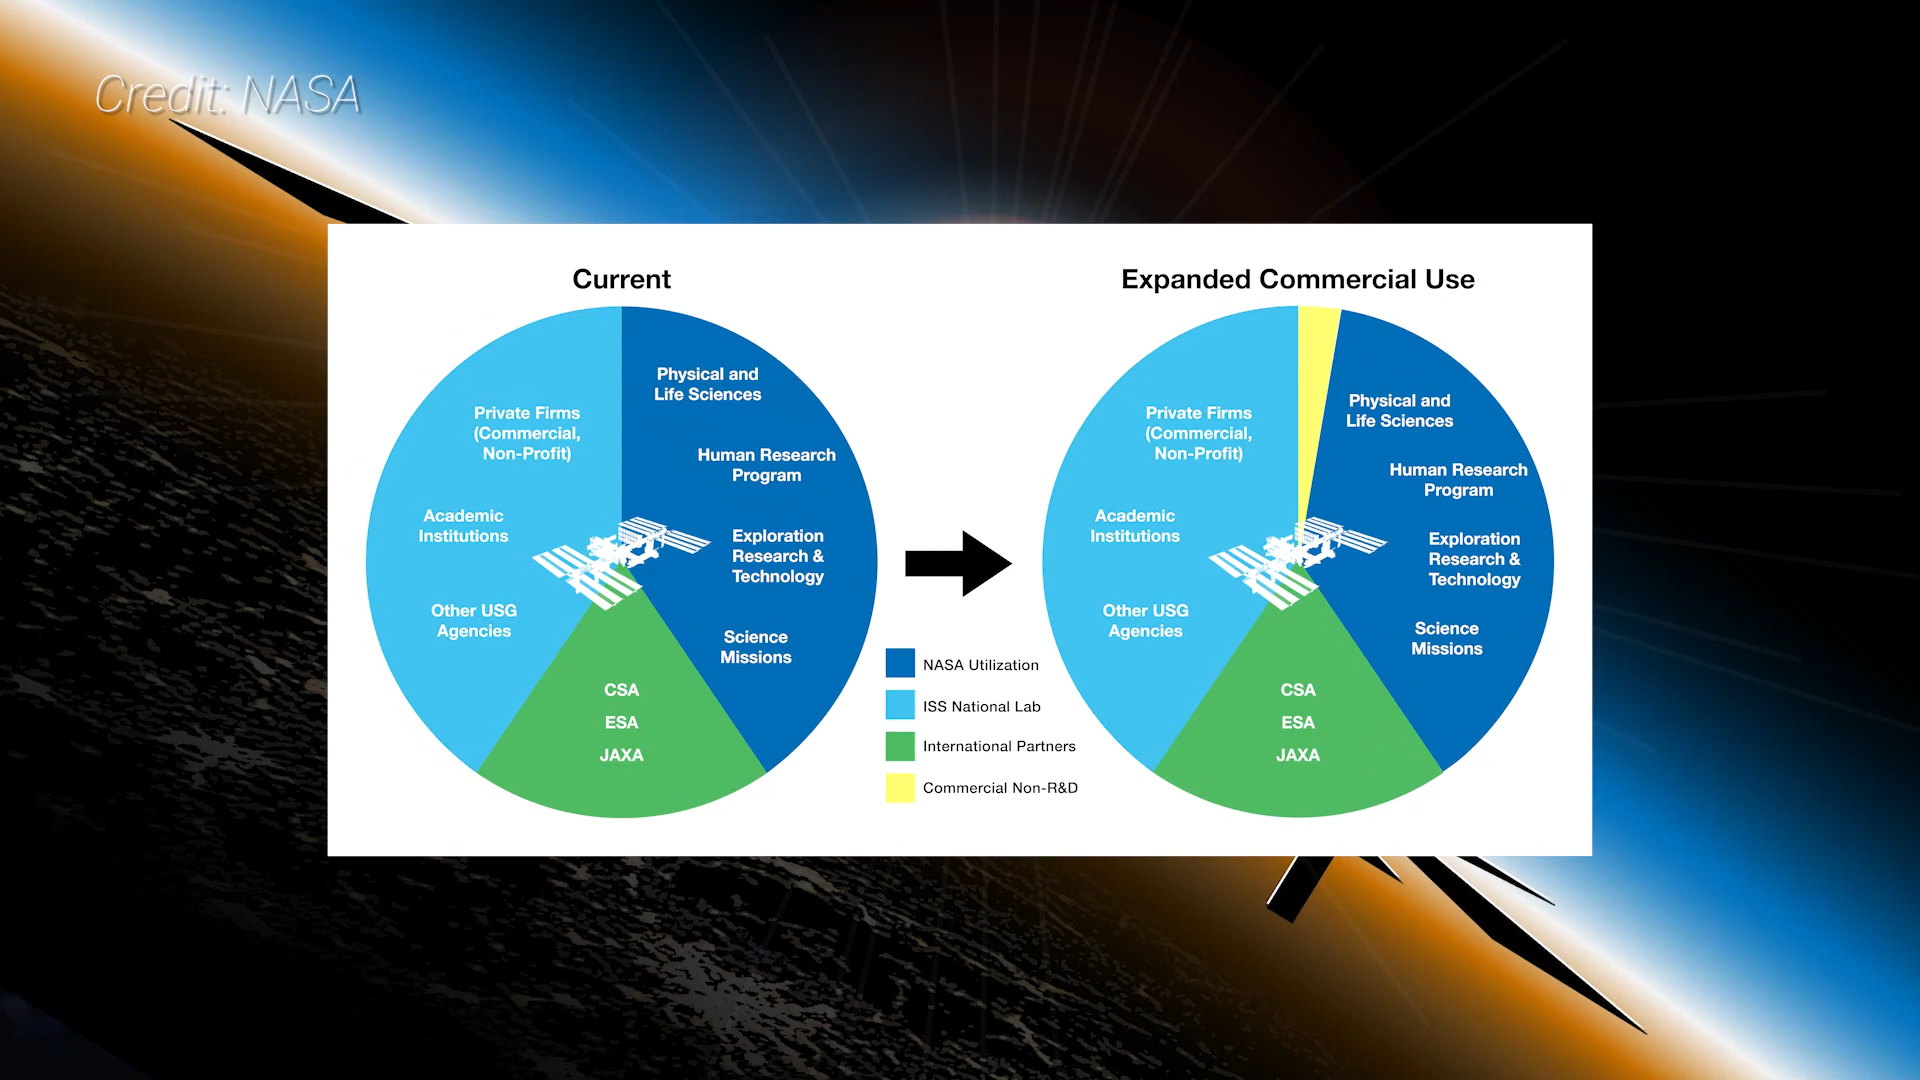 Credit: NASA
Current
Physical and
Life Sciences
Private Firms
(Commercial,
Non-Profit)
Human Research
Program
Academic
Institutions
Exploration
Research &
Technology
Other USG
Agencies
Science
Missions
CSA
ESA
JAXA
NASA Utilization
ISS National Lab
International Partners
Commercial Non-R&D
Expanded Commercial Use
Physical and
Life Sciences
Private Firms
(Commercial,
Non-Profit)
Human Research
Program
Academic
Institutions
Exploration
Research &
Technology
Other USG
Agencies
Science
Missions
CSA
ESA
JAXA